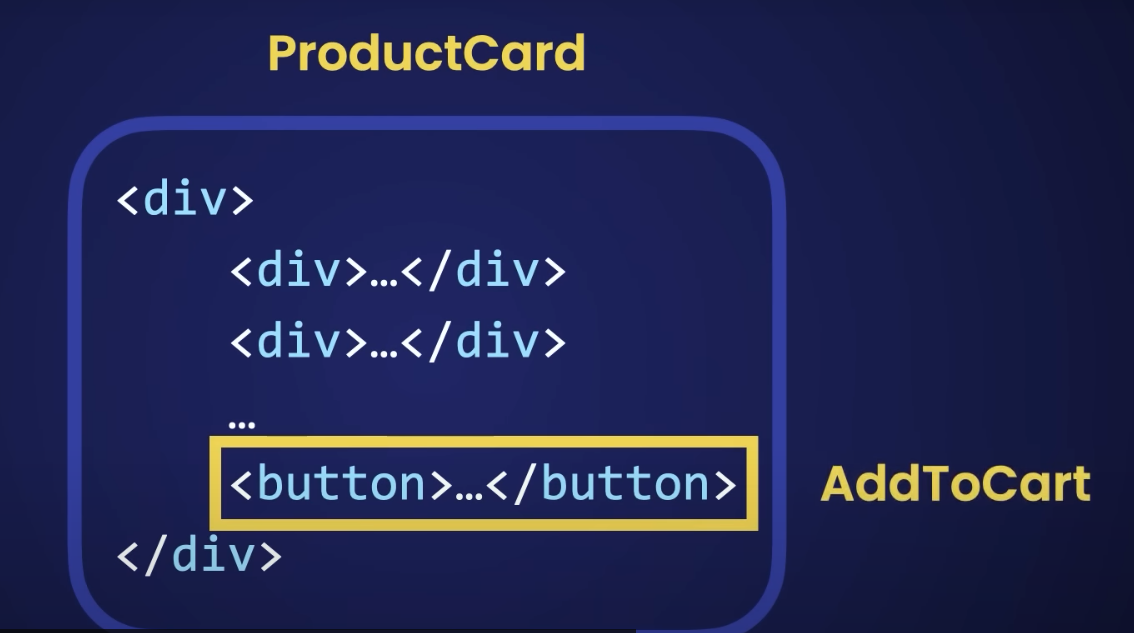 ProductCard
<div>
<div>…</div>
<div>…</div>
…
<button>…</button>
AddToCart
</div>